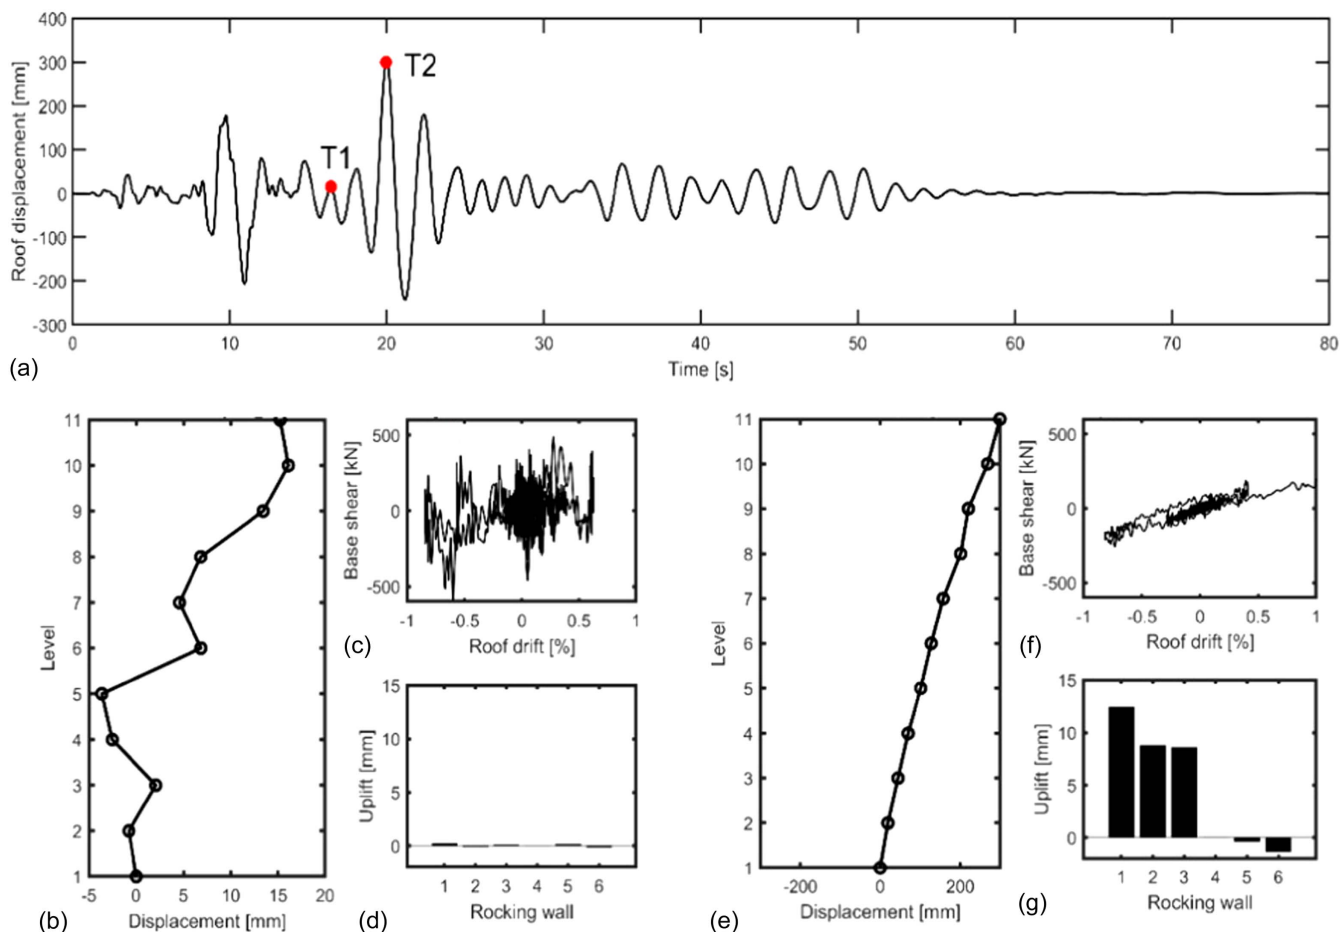 400
300
200
100
0
-100
-200
-300
Roof displacement [mm]
T1
T2
0 10 20 30 40 50 60 70 80
Time [s]
(a)
11
10
9
8
7
6
5
4
3
2
1
Level
-5 0 5 10 15 20
Displacement [mm]
(b)
500
0
-500
Base shear [kN]
-1 -0.5 0 0.5 1
Roof drift [%]
(c)
15
10
5
0
Uplift [mm]
1 2 3 4 5 6
Rocking wall
(d)
11
10
9
8
7
6
5
4
3
2
1
Level
-200 0 200
Displacement [mm]
(e)
500
0
-500
Base shear [kN]
-1 -0.5 0 0.5 1
Roof drift [%]
(f)
15
10
5
0
Uplift [mm]
1 2 3 4 5 6
Rocking wall
(g)